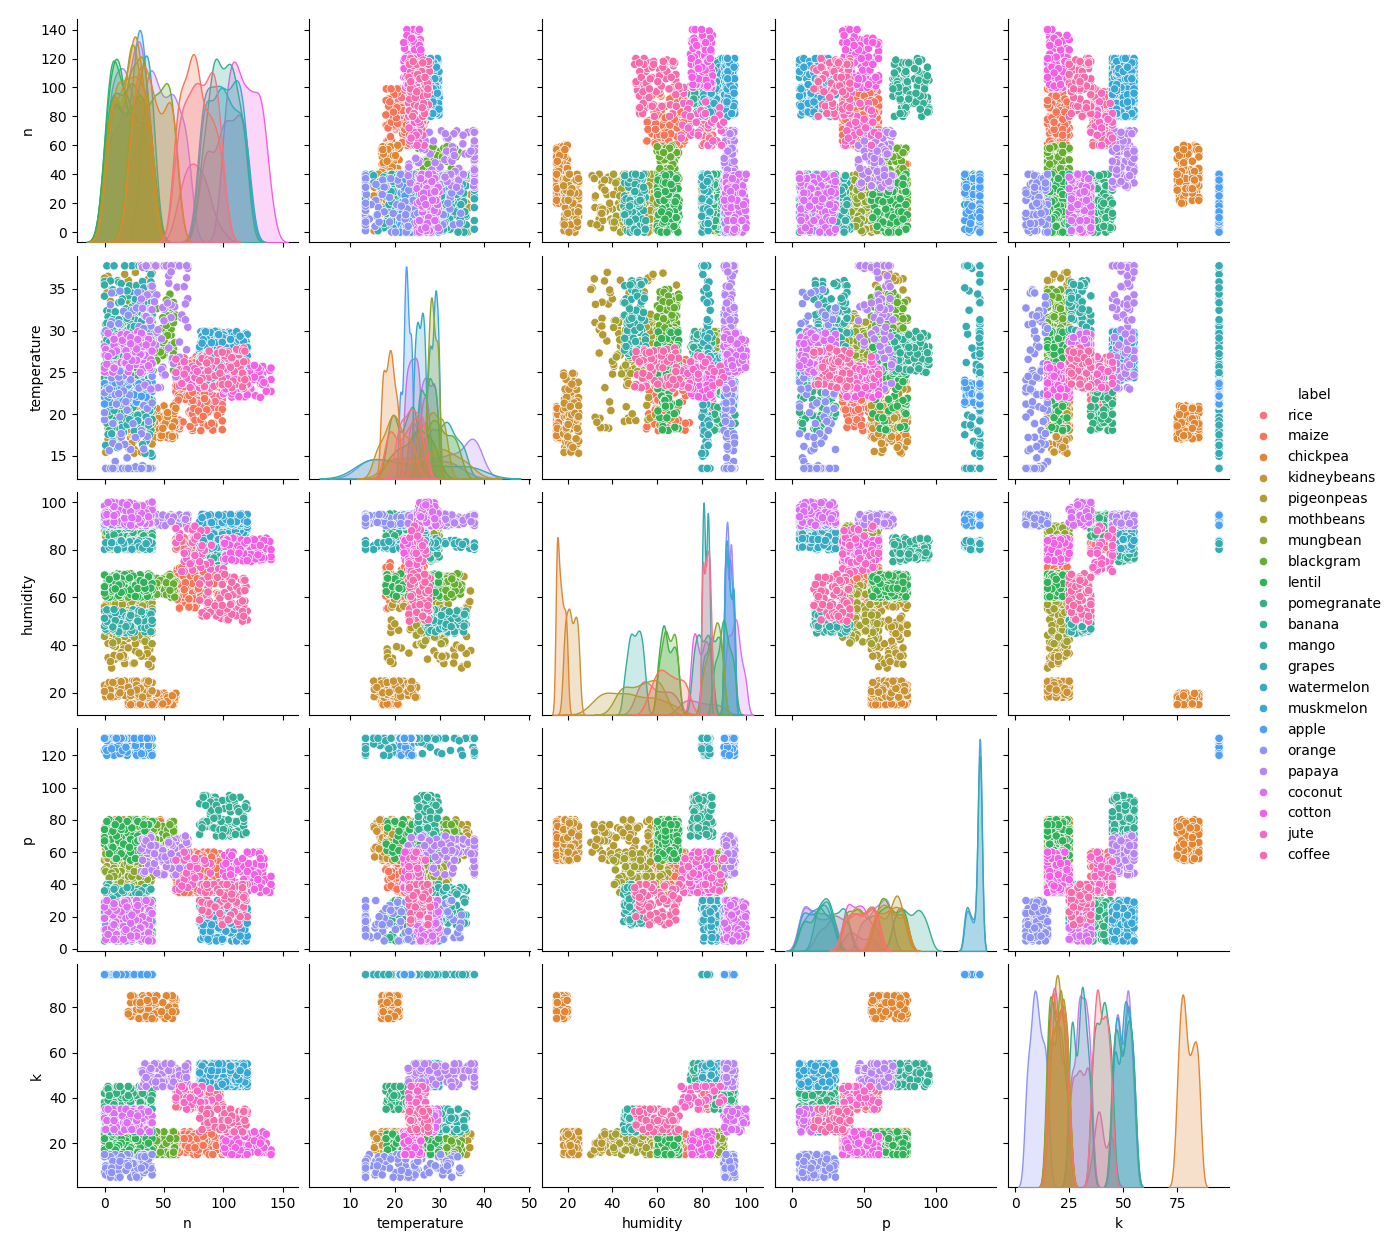 140
120
100
80
60
40
20
0
n
35
30
25
20
15
temperature
100
80
60
40
20
humidity
120
100
80
60
40
20
0
p
80
60
40
20
k
0 50 100 150
n
10 20 30 40 50
temperature
20 40 60 80 100
humidity
0 50 100
p
0 25 50 75
k
label
rice
maize
chickpea
kidneybeans
pigeonpeas
mothbeans
mungbean
blackgram
lentil
pomegranate
banana
mango
grapes
watermelon
muskmelon
apple
orange
papaya
coconut
cotton
jute
coffee